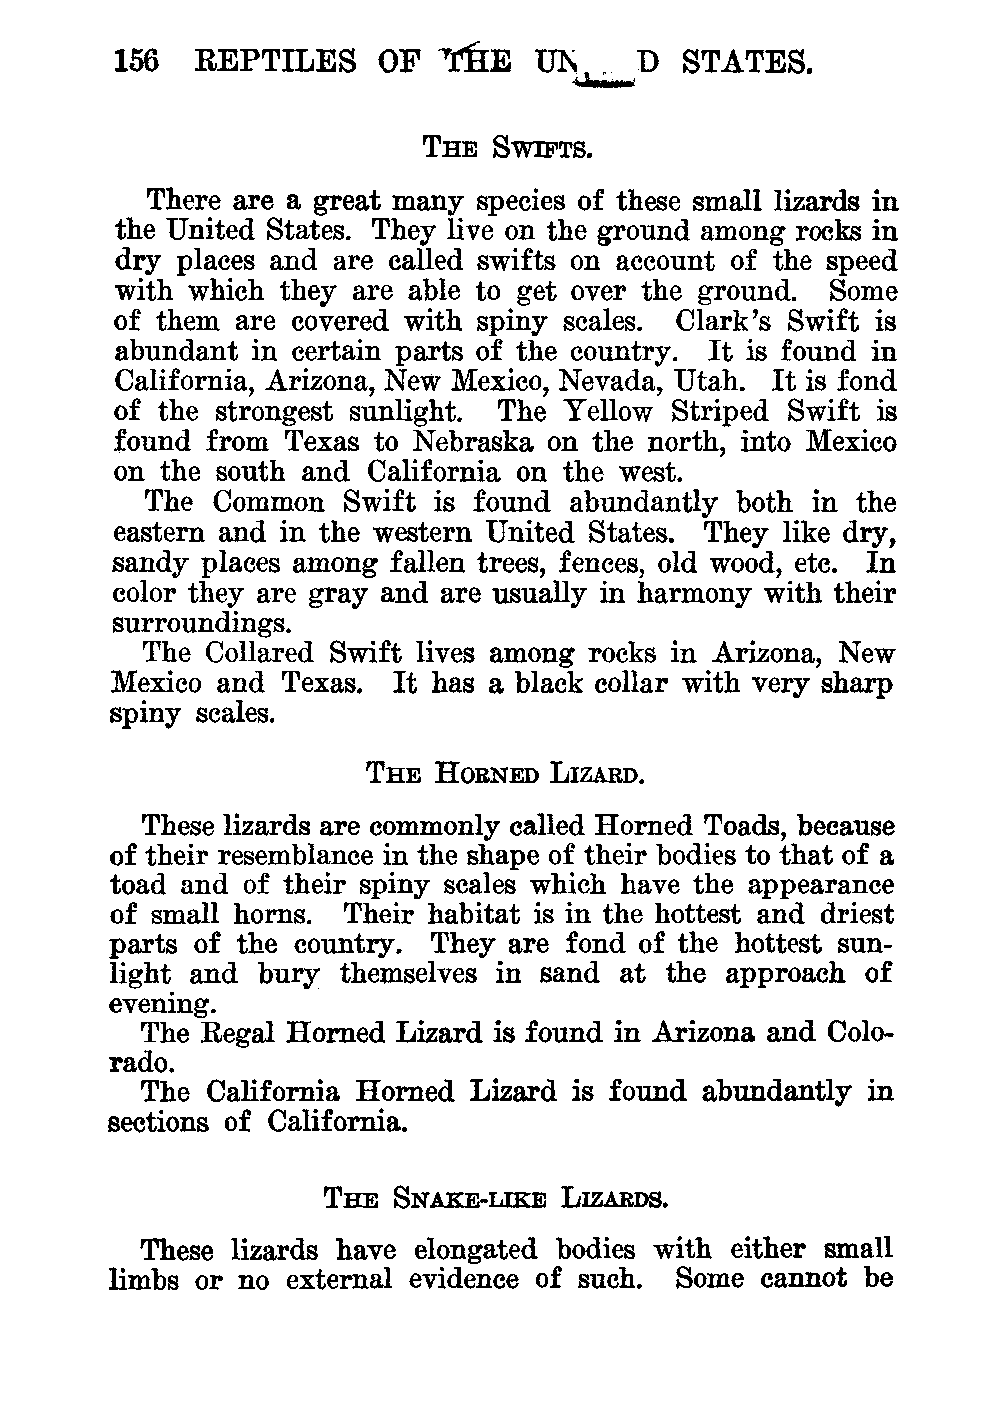 156 REPTILES OF THE UN D STATES.
THE SWIFTS.
There are a great many species of these small lizards in
the United States. They live on the ground among rocks in
dry places and are called swifts on account of the speed
with which they are able to get over the ground. Some
of them are covered with spiny scales. Clark's Swift is
abundant in certain parts of the country. It is found in
California, Arizona, New Mexico, Nevada, Utah. It is fond
of the strongest sunlight. The Yellow Striped Swift is
found from Texas to Nebraska on the north, into Mexico
on the south and California on the west.
The Common Swift is found abundantly both in the
eastern and in the western United States. They like dry,
sandy places among fallen trees, fences, old wood, etc. In
color they are gray and are usually in harmony with their
surroundings.
The Collared Swift lives among rocks in Arizona, New
Mexico and Texas. It has a black collar with very sharp
spiny scales.
THE HORNED LIZARD.
These lizards are commonly called Horned Toads, because
of their resemblance in the shape of their bodies to that of a
toad and of their spiny scales which have the appearance
of small horns. Their habitat is in the hottest and driest
parts of the country. They are fond of the hottest sun-
light and bury themselves in sand at the approach of
evening.
The Regal Horned Lizard is found in Arizona and Colo-
rado.
The California Horned Lizard is found abundantly in
sections of California.
THE SNAKE-LIKE LIZARDS.
These lizards have elongated bodies with either small
limbs or no external evidence of such. Some cannot be